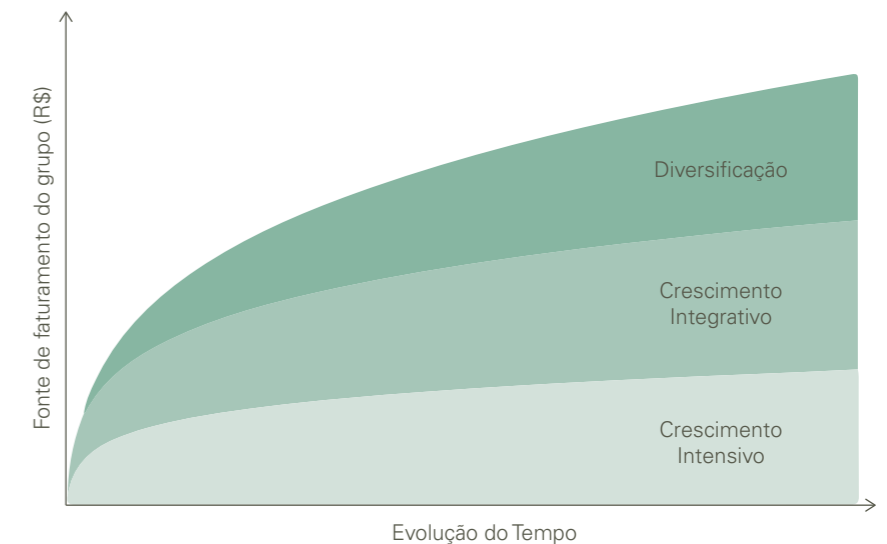 Fonte de faturamento do grupo (R$)
Diversificação
Crescimento
Integrativo
Crescimento
Intensivo
Evolução do Tempo